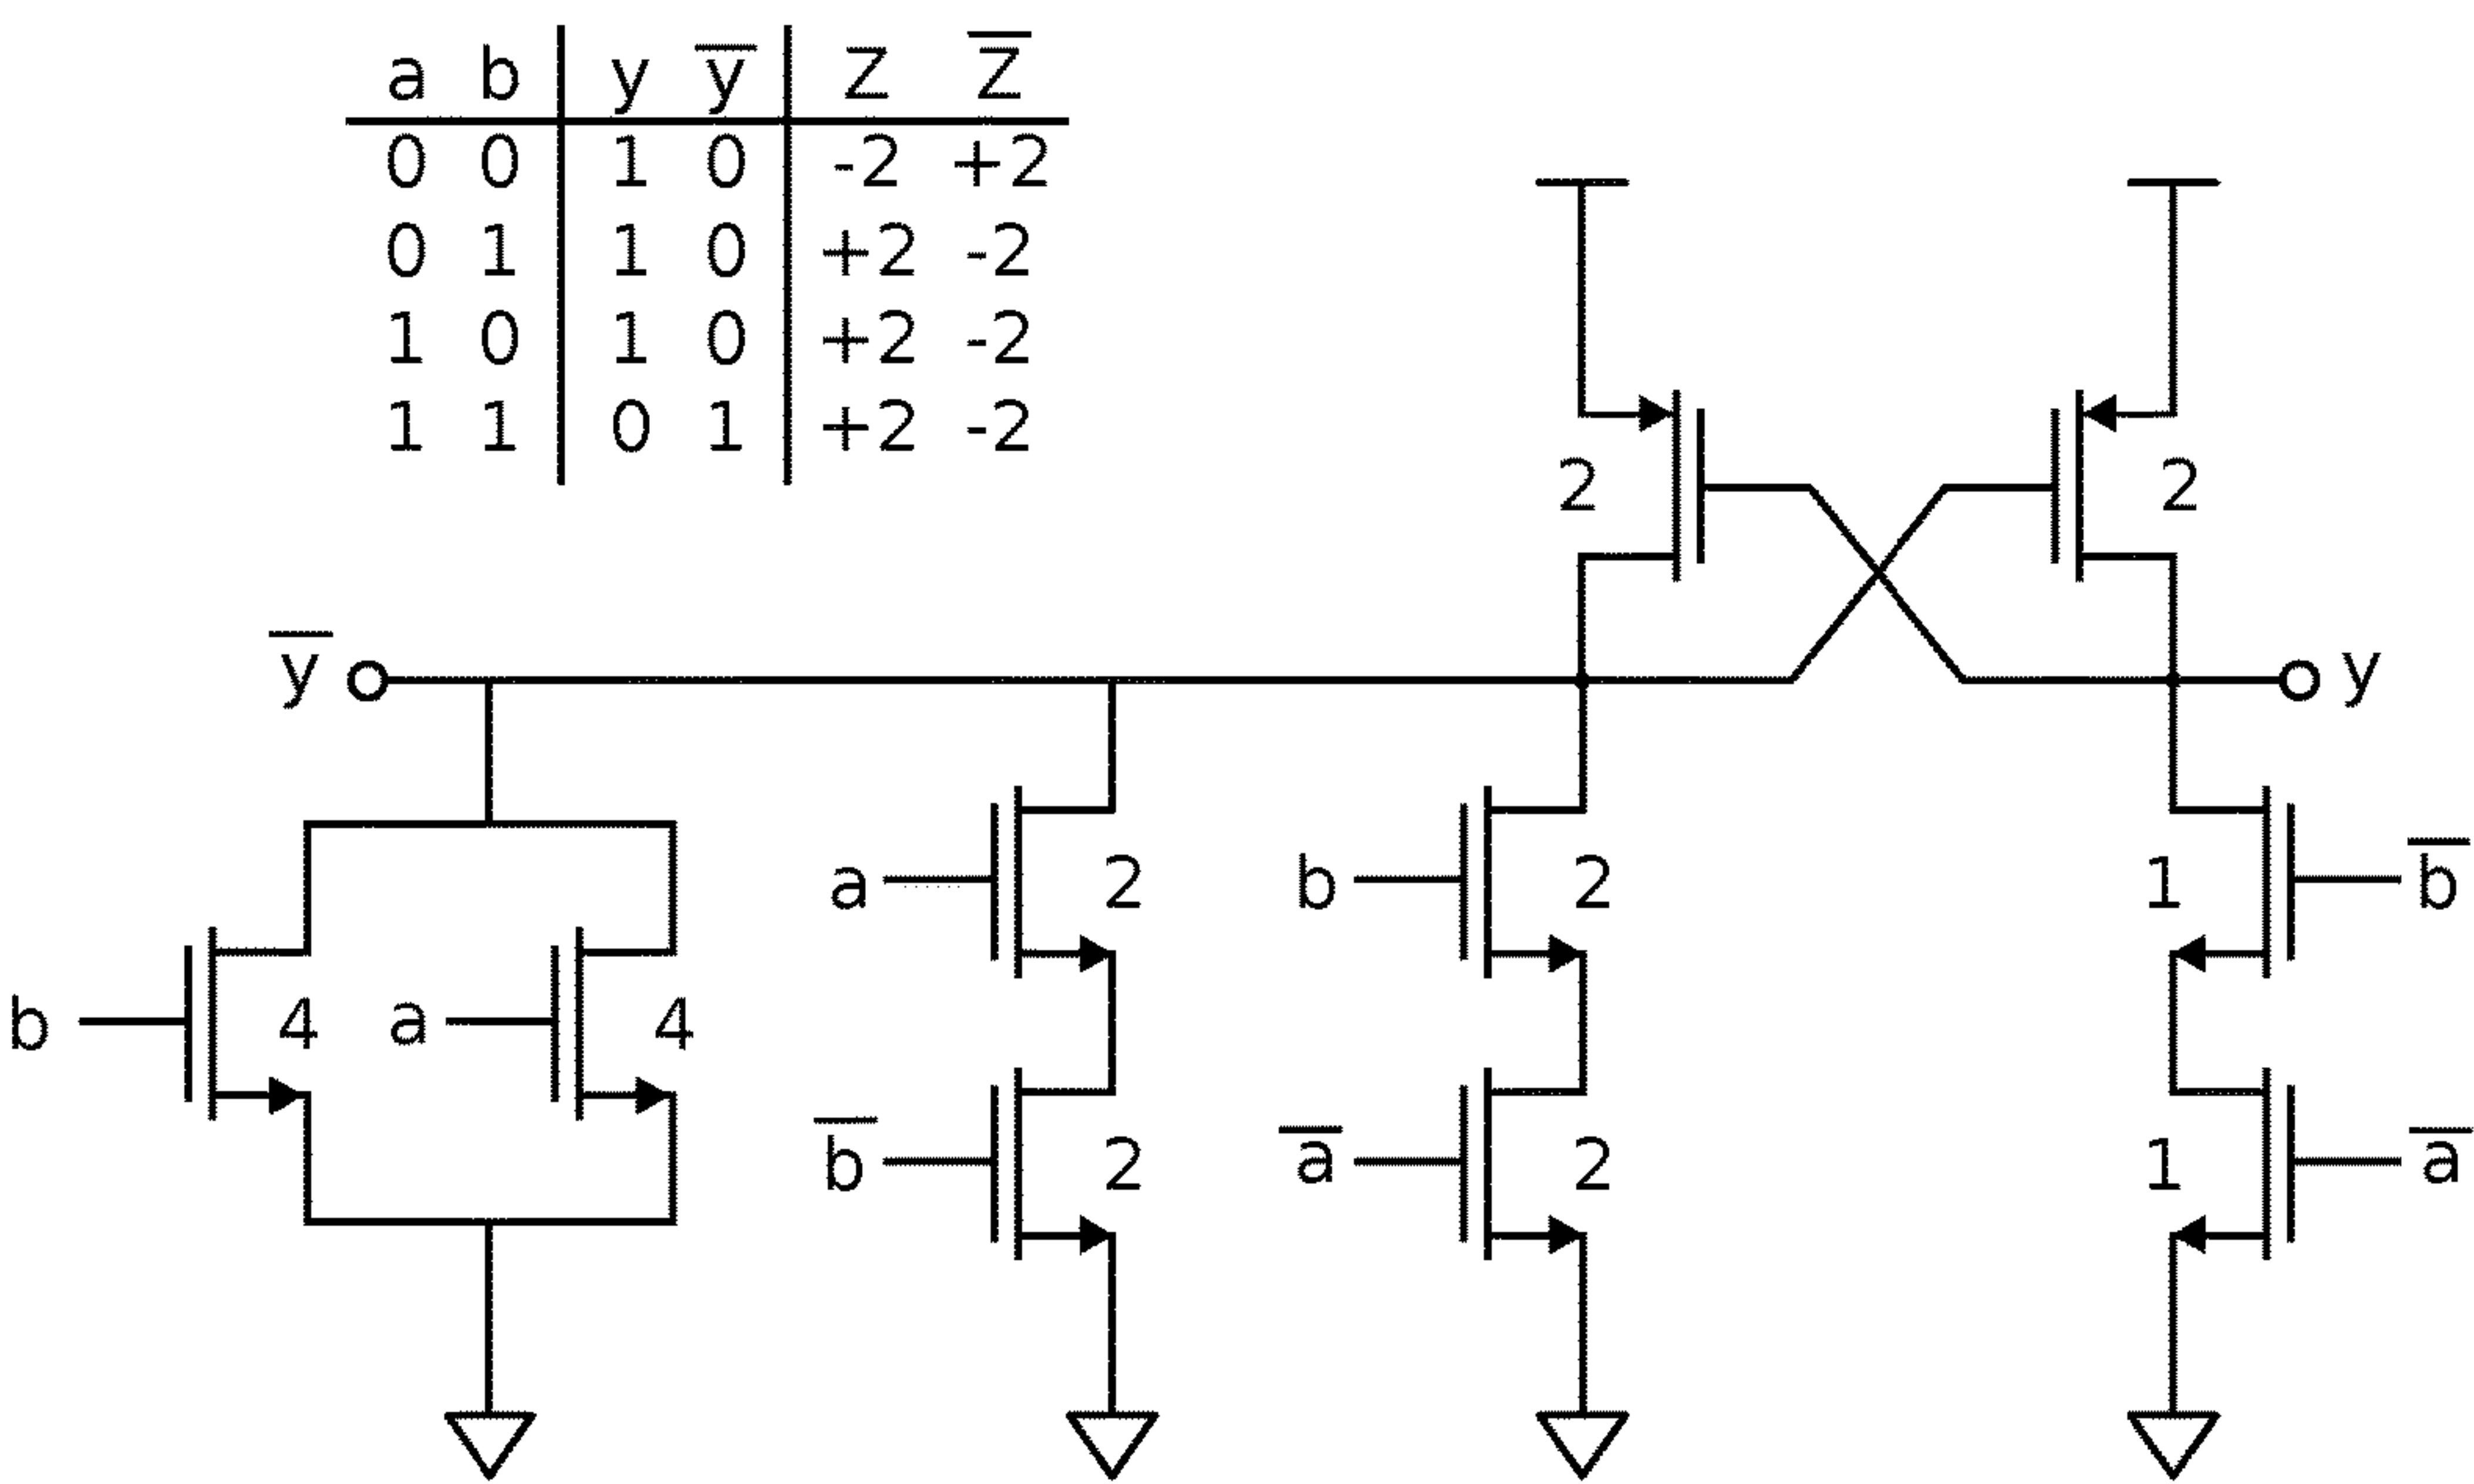 a b y y̅ Z Z̅
0 0 1 0 -2 +2
0 1 1 0 +2 -2
1 0 1 0 +2 -2
1 1 0 1 +2 -2
2 2
y̅ y
a 2 b 2 1 b̅
b 4 a 4
b̅ 2 a̅ 2 1 a̅